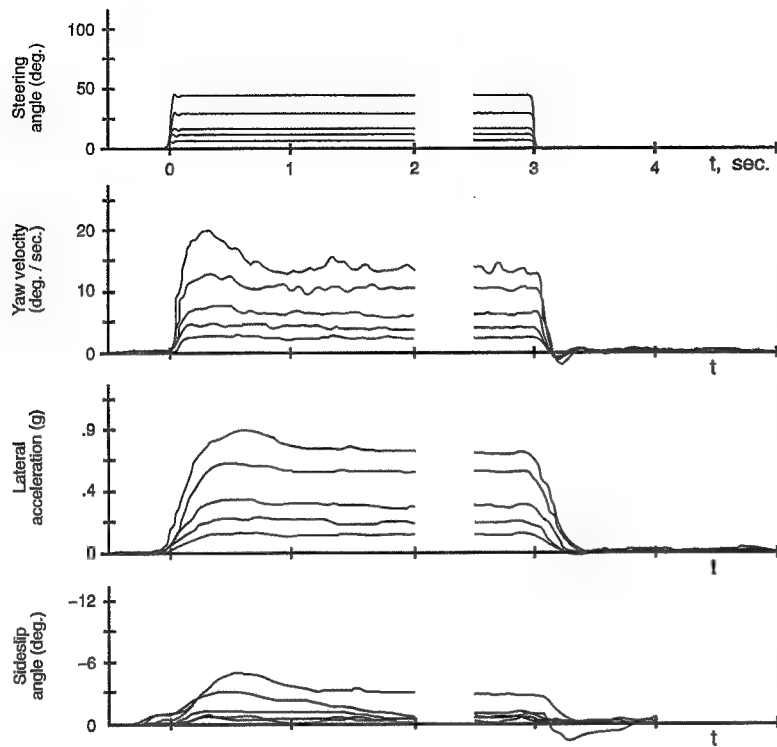 Steering
angle (deg.)
100
50
0
0
1
2
3
4
t, sec.
Yaw velocity
(deg. / sec.)
20
10
0
t
Lateral
acceleration (g)
.9
.4
0
t
Sideslip
angle (deg.)
-12
-6
0
t